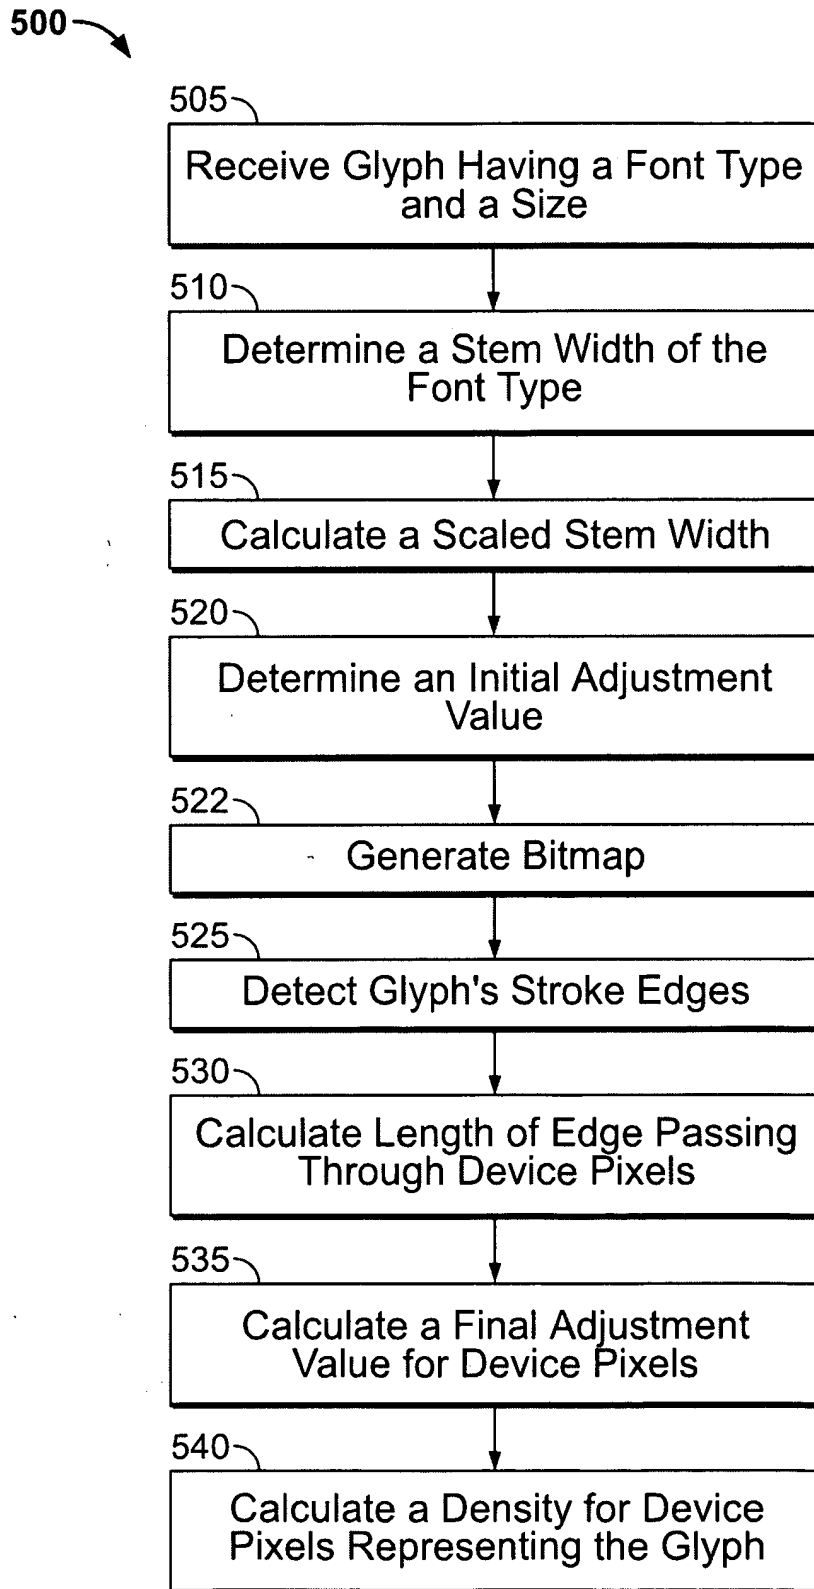 500
505
Receive Glyph Having a Font Type
and a Size
510
Determine a Stem Width of the
Font Type
515
Calculate a Scaled Stem Width
520
Determine an Initial Adjustment
Value
522
Generate Bitmap
525
Detect Glyph's Stroke Edges
530
Calculate Length of Edge Passing
Through Device Pixels
535
Calculate a Final Adjustment
Value for Device Pixels
540
Calculate a Density for Device
Pixels Representing the Glyph